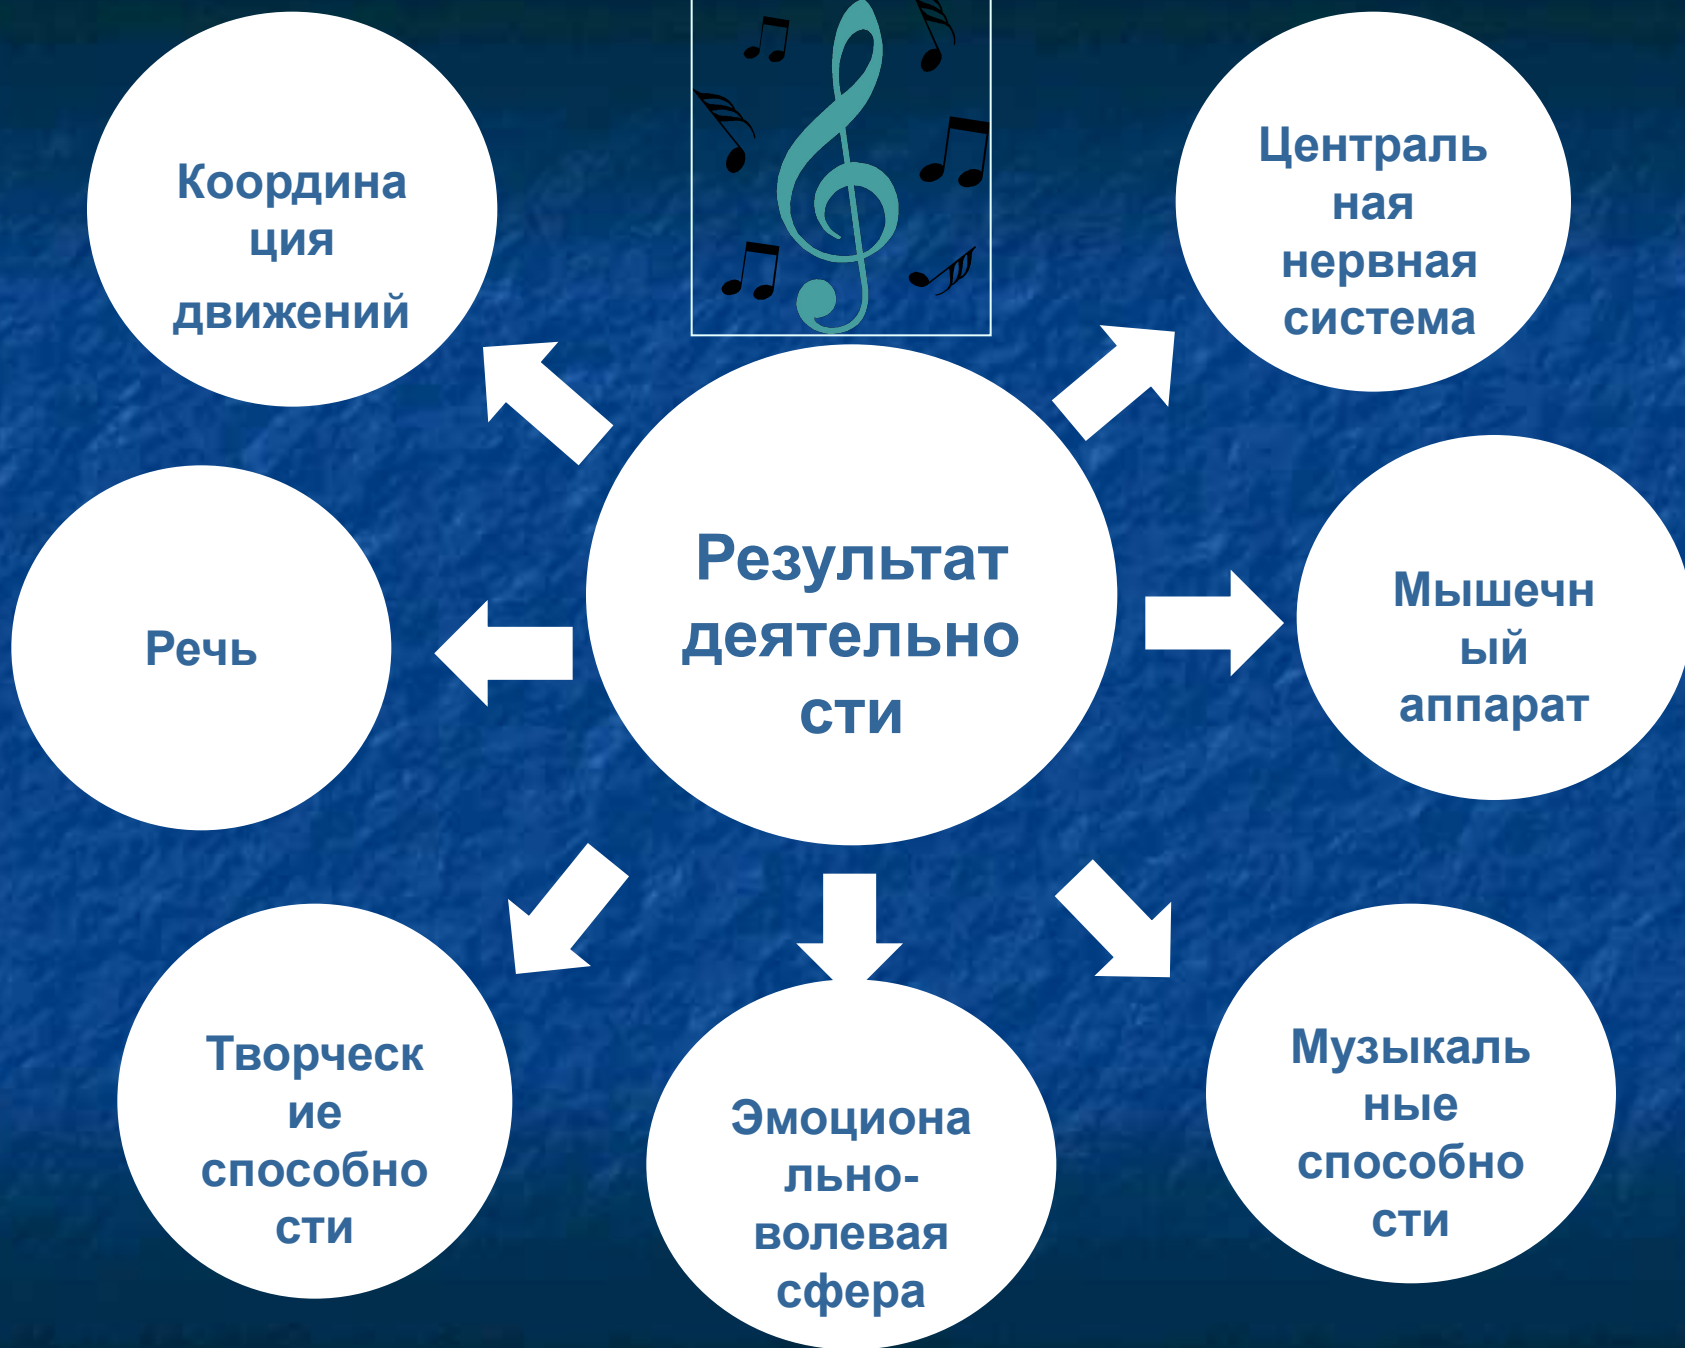 Координа
ция
движений
Централь
ная
нервная
система
Результат
деятельно
сти
Речь
Мышечн
ый
аппарат
Творческ
ие
способно
сти
Эмоциона
льно-
волевая
сфера
Музыкаль
ные
способно
сти